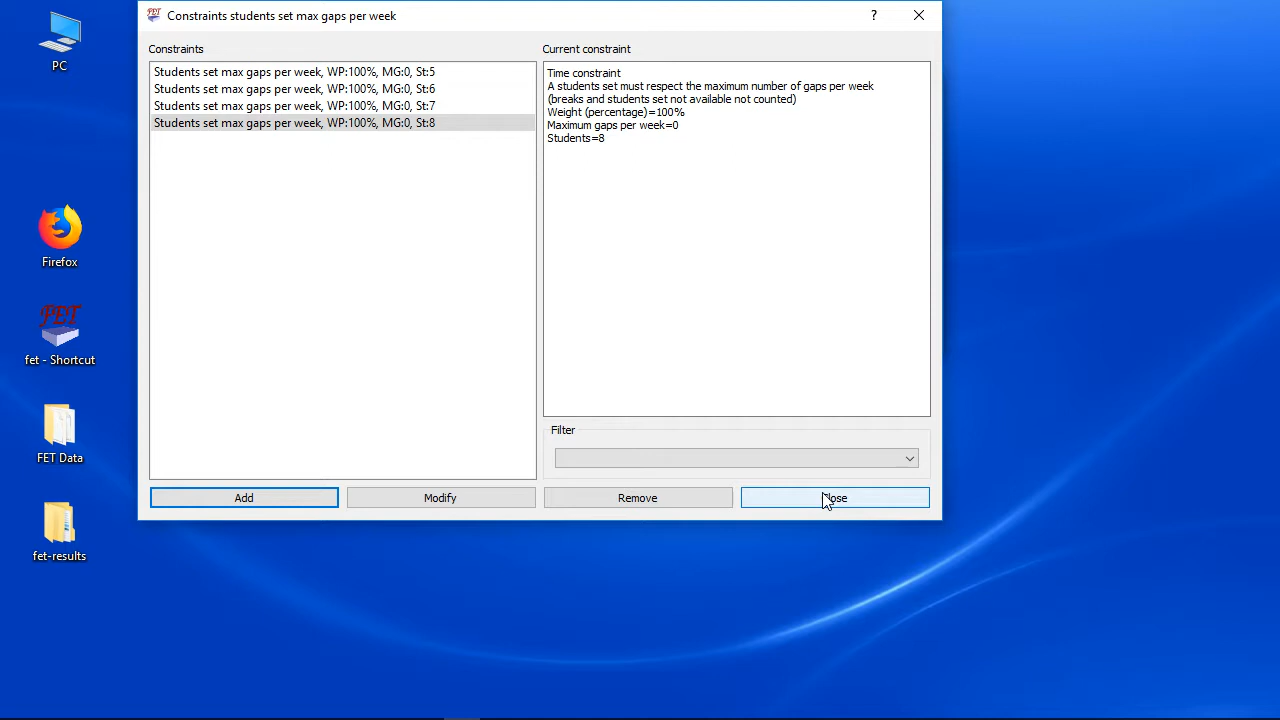 Constraints students set max gaps per week
?
Constraints
Students set max gaps per week, WP:100%, MG:0, St:5
Students set max gaps per week, WP:100%, MG:0, St:6
Students set max gaps per week, WP:100%, MG:0, St:7
Students set max gaps per week, WP:100%, MG:0, St:8
Current constraint
Time constraint
A students set must respect the maximum number of gaps per week
(breaks and students set not available not counted)
Weight (percentage)=100%
Maximum gaps per week=0
Students=8
Filter
Add
Modify
Remove
Close
PC
Firefox
FET
fet - Shortcut
FET Data
fet-results